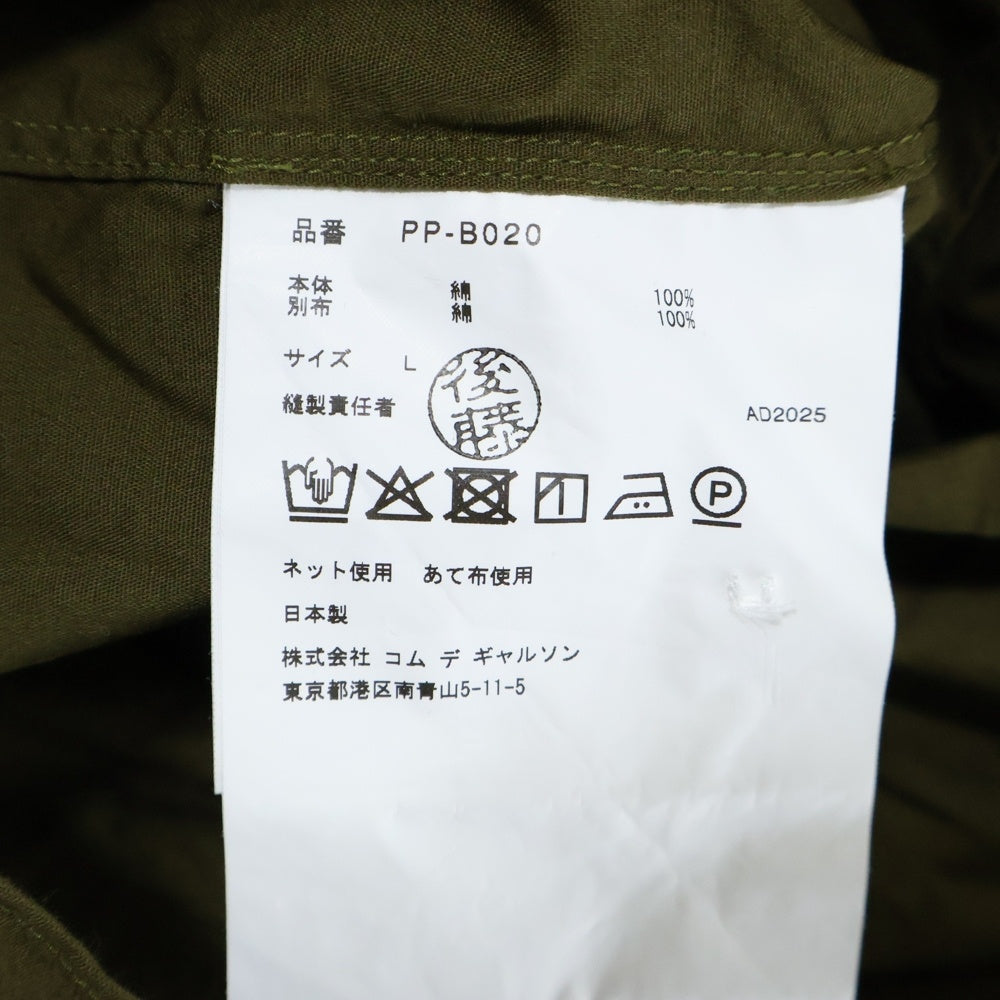 品番 PP-B020
本体 綿 100%
別布 綿 100%
サイズ L
縫製責任者 後藤 AD2025
P
ネット使用 あて布使用
日本製
株式会社 コム デ ギャルソン
東京都港区南青山5-11-5